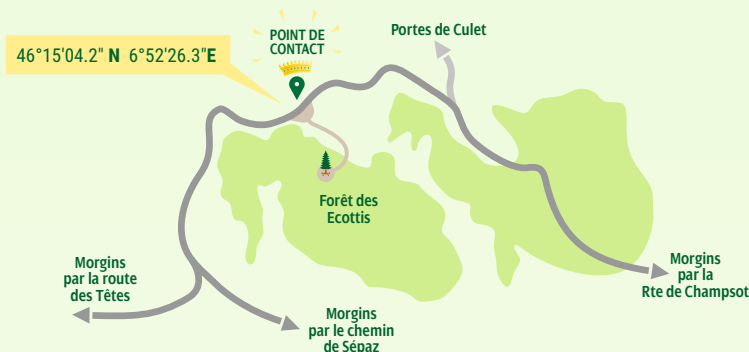 POINT DE
CONTACT
Portes de Culet
46°15'04.2" N 6°52'26.3"E
Forêt des
Ecottis
Morgins
par la route
des Têtes
Morgins
par le chemin
de Sépaz
Morgins
par la
Rte de Champsot